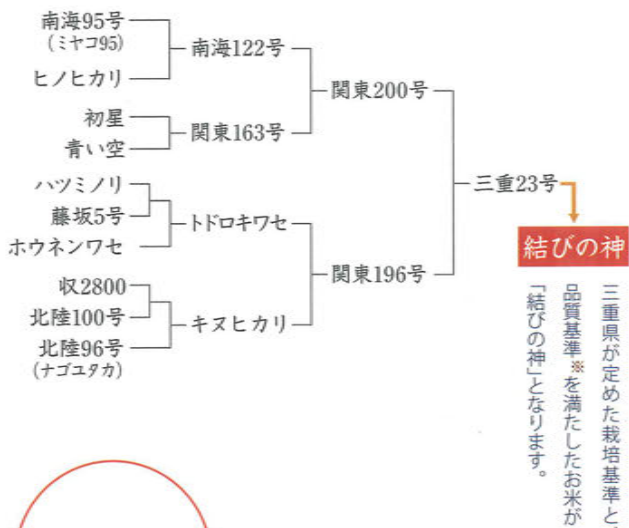 南海95号
(ミヤコ95)
ヒノヒカリ
南海122号
初星
青い空
関東163号
関東200号
ハツミノリ
藤坂5号
ホウネンワセ
トドロキワセ
収2800
北陸100号
北陸96号
(ナゴユタカ)
キヌヒカリ
関東196号
三重23号
結びの神
三重県が定めた栽培基準と、
品質基準※を満たしたお米が
「結びの神」となります。